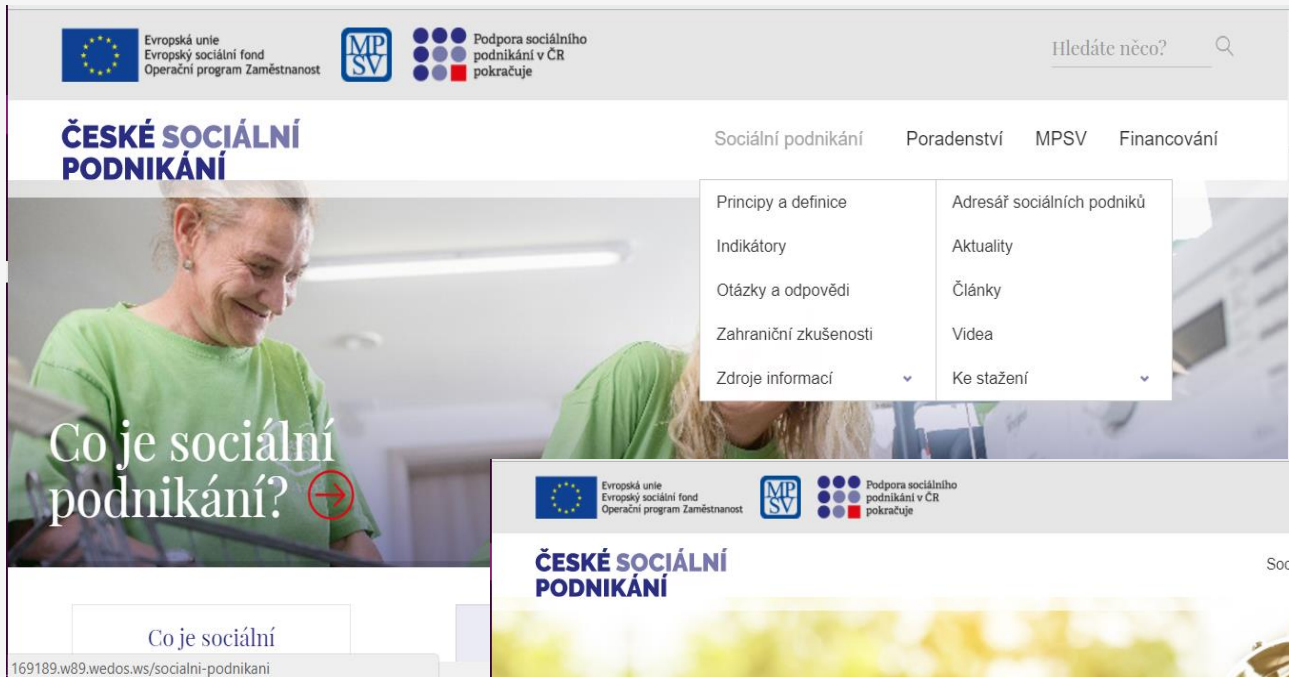 Evropská unie
Evropský sociální fond
Operační program Zaměstnanost
MP
SV
Podpora sociálního
podnikání v ČR
pokračuje
Hledáte něco?
ČESKÉ SOCIÁLNÍ
PODNIKÁNÍ
Sociální podnikání Poradenství MPSV Financování
Principy a definice
Indikátory
Otázky a odpovědi
Zahraniční zkušenosti
Zdroje informací
Adresář sociálních podniků
Aktuality
Články
Videa
Ke stažení
Co je sociální
podnikání?
Co je sociální
169189.w89.wedos.ws/socialni-podnikani
Evropská unie
Evropský sociální fond
Operační program Zaměstnanost
MP
SV
Podpora sociálního
podnikání v ČR
pokračuje
ČESKÉ SOCIÁLNÍ
PODNIKÁNÍ
Soc